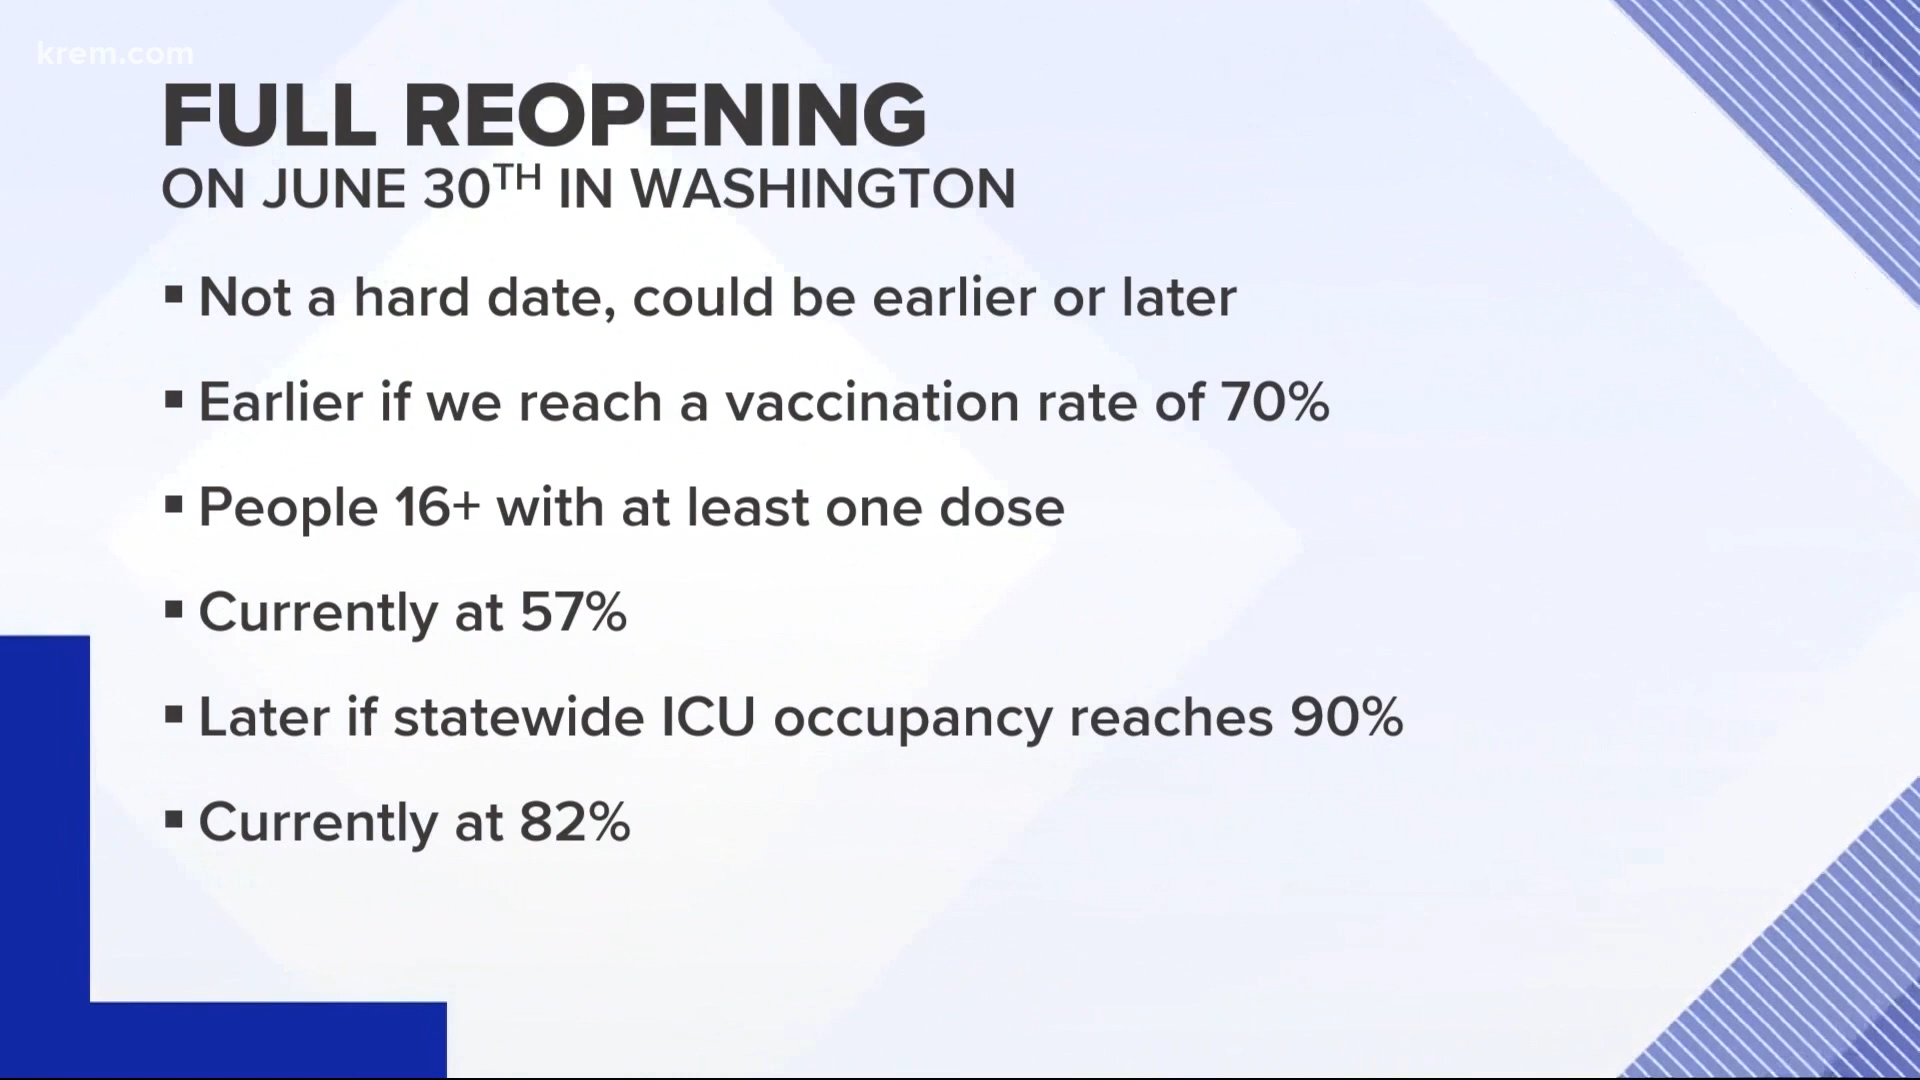 krem.com
FULL REOPENING
ON JUNE 30TH IN WASHINGTON
▪ Not a hard date, could be earlier or later
▪ Earlier if we reach a vaccination rate of 70%
▪ People 16+ with at least one dose
▪ Currently at 57%
▪ Later if statewide ICU occupancy reaches 90%
▪ Currently at 82%